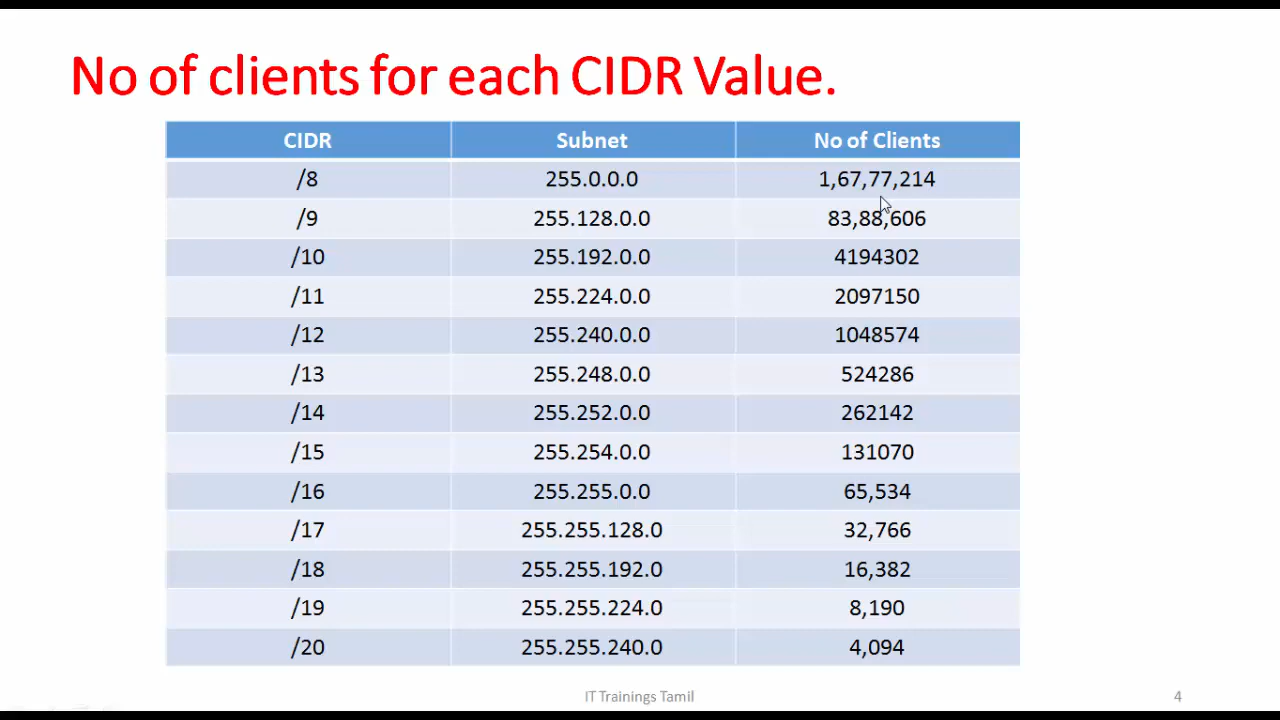 No of clients for each CIDR Value.
CIDR Subnet No of Clients
/8 255.0.0.0 1,67,77,214
/9 255.128.0.0 83,88,606
/10 255.192.0.0 4194302
/11 255.224.0.0 2097150
/12 255.240.0.0 1048574
/13 255.248.0.0 524286
/14 255.252.0.0 262142
/15 255.254.0.0 131070
/16 255.255.0.0 65,534
/17 255.255.128.0 32,766
/18 255.255.192.0 16,382
/19 255.255.224.0 8,190
/20 255.255.240.0 4,094
IT Trainings Tamil 4